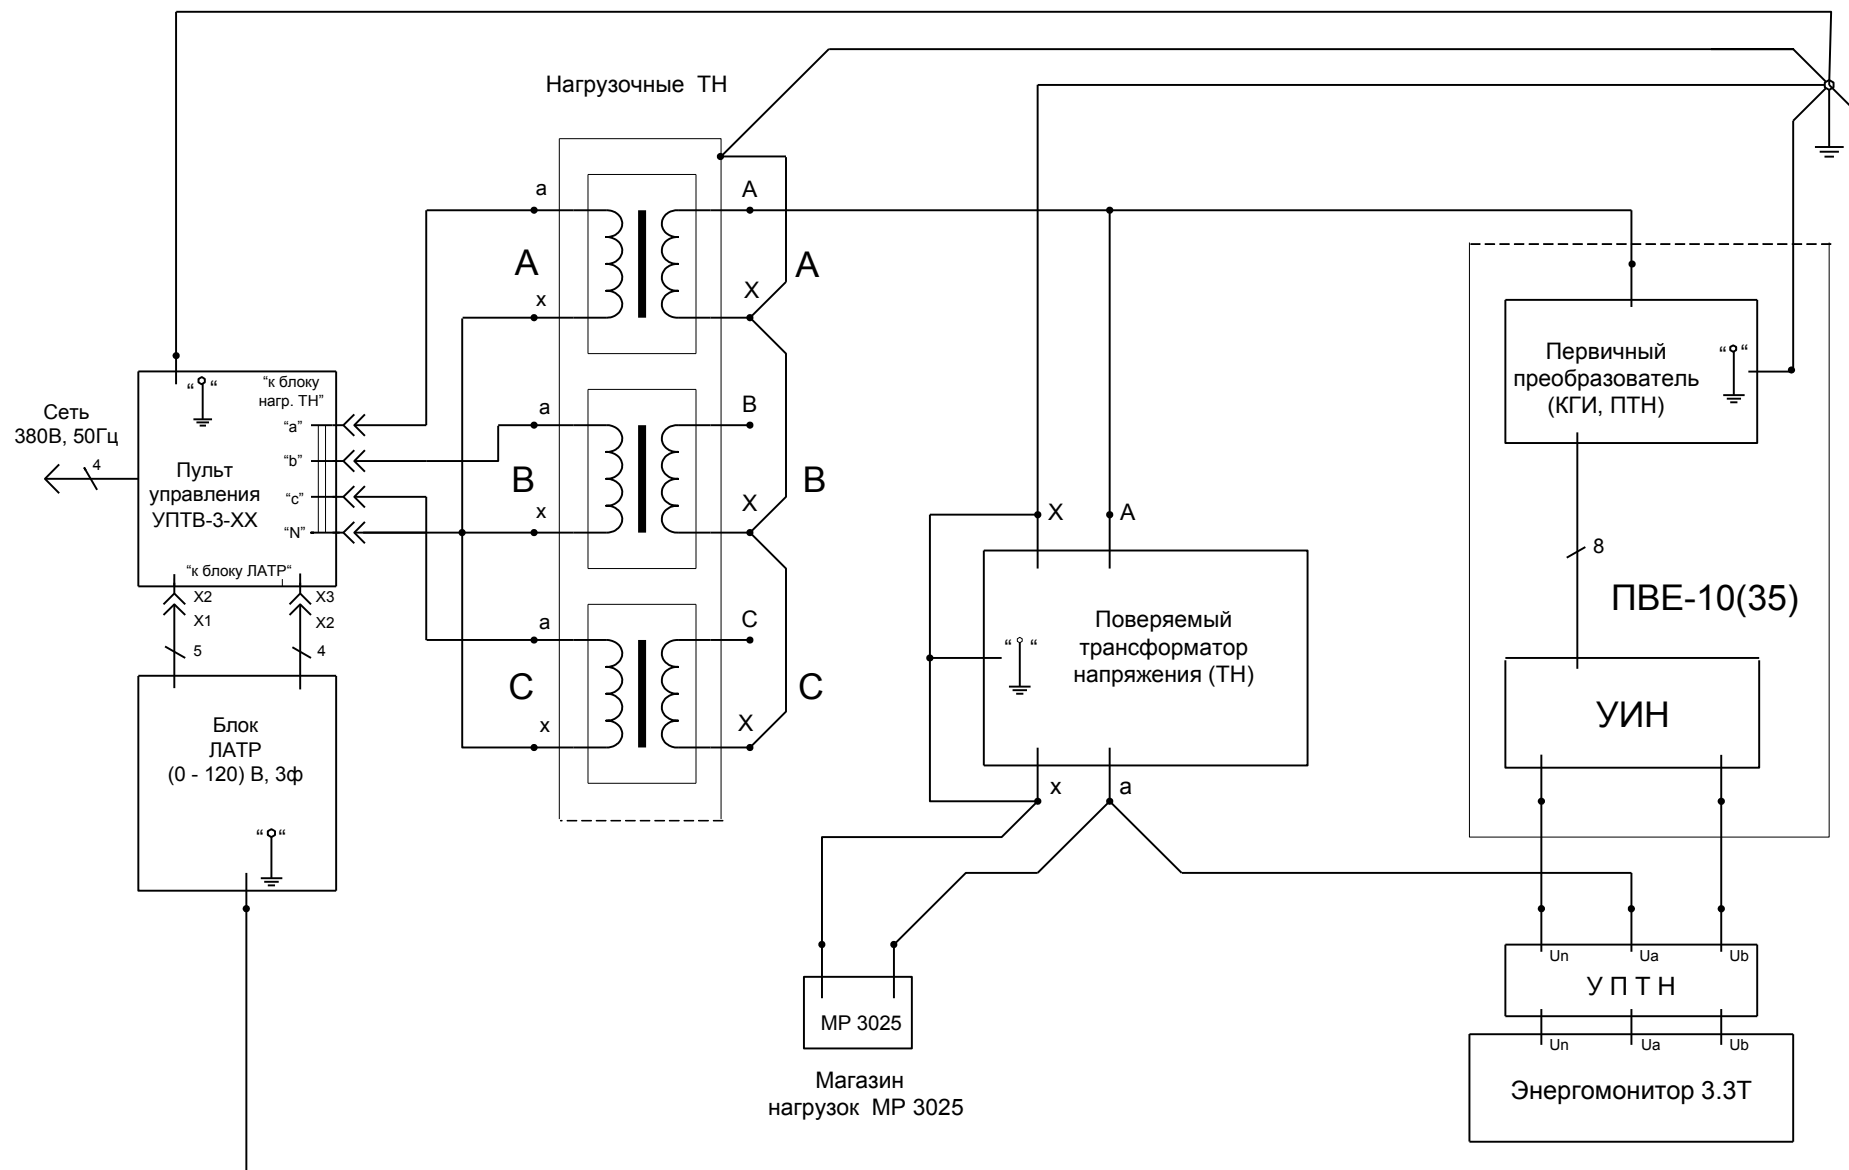 Нагрузочные ТН
a
A
A
A
x
X
“ “
“к блоку
нагр. ТН”
Сеть
380В, 50Гц
4
“a”
“b”
“c”
“N”
Пульт
управления
УПТВ-3-ХХ
“к блоку ЛАТР“
X2
X1
X3
X2
5
4
Блок
ЛАТР
(0 - 120) В, 3ф
“ “
a
B
B
B
x
X
a
C
C
C
x
X
X
A
Поверяемый
трансформатор
напряжения (ТН)
“ “
x
a
МР 3025
Магазин
нагрузок МР 3025
Первичный
преобразователь
(КГИ, ПТН)
“ “
8
ПВЕ-10(35)
УИН
Un
Ua
Ub
У П Т Н
Un
Ua
Ub
Энергомонитор 3.3Т